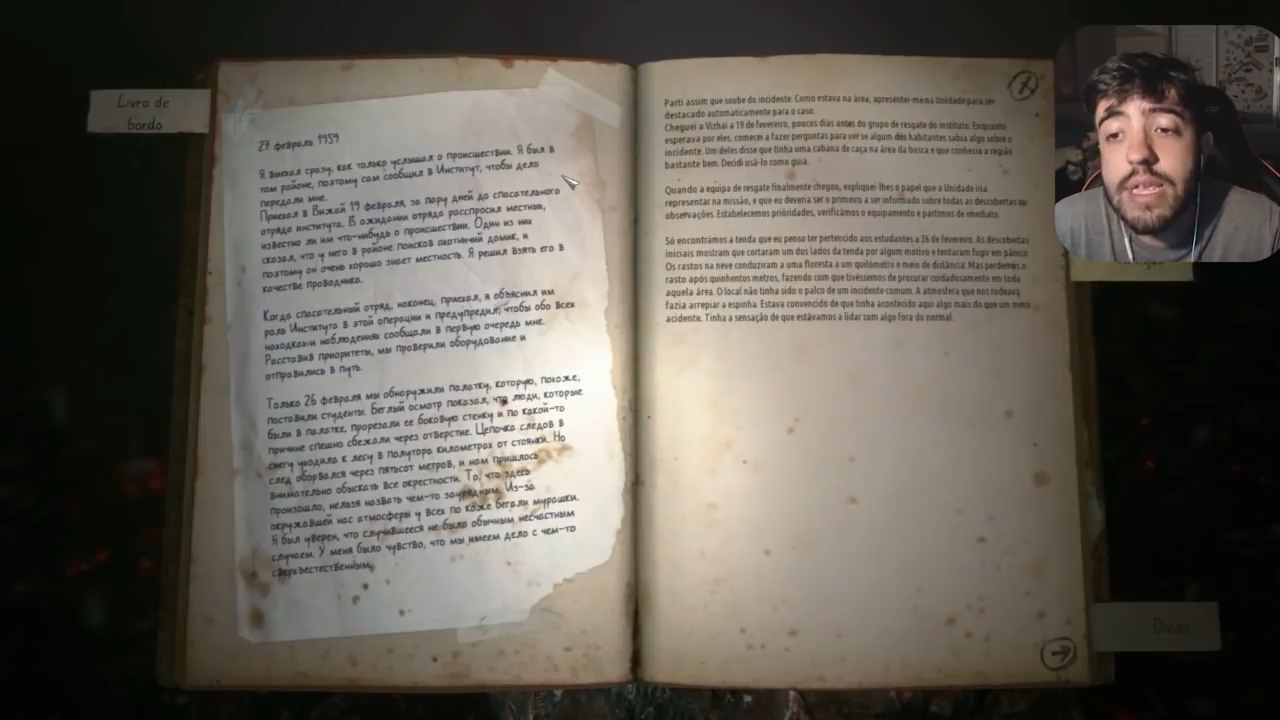 Livro de
bordo
27 февраль 1959
Я выехал сразу, как только услышал о происшествии. Я был в
том районе, поэтому сам сообщил в Институт, чтобы дело
передали мне.
Приехал в Вижай 19 февраля, за пару дней до спасательного
отряда института. В ожидании отряда расспросил местных,
известно ли им что-нибудь о происшествии. Один из них
сказал, что у него в районе поисков охотничий домик, и
поэтому он очень хорошо знает местность. Я решил взять его в
качестве проводника.
Когда спасательный отряд, наконец, приехал, я объяснил им
роль Института в этой операции и предупредил, чтобы обо всех
находках и наблюдениях сообщали в первую очередь мне.
Расставив приоритеты, мы проверили оборудование и
отправились в путь.
Только 26 февраля мы обнаружили палатку, которую, похоже,
поставили студенты. Беглый осмотр показал, что люди, которые
были в палатке, прорезали ее боковую стенку и по какой-то
причине спешно сбежали через отверстие. Цепочка следов в
снегу уходила к лесу в полутора километрах от стоянки. Но
след оборвался через пятьсот метров, и нам пришлось
внимательно обыскать все окрестности. То, что здесь
произошло, нельзя назвать чем-то заурядным. Из-за
окружавшей нас атмосферы у всех по коже бегали мурашки.
Я был уверен, что случившееся не было обычным несчастным
случаем. У меня было чувство, что мы имеем дело с чем-то
сверхъестественным.
Parti assim que soube do incidente. Como estava na área, apresentei-me na Unidade para ser
destacado automaticamente para o caso.
Cheguei a Vizhai a 19 de fevereiro, poucos dias antes do grupo de resgate do instituto. Enquanto
esperava por eles, comecei a fazer perguntas para ver se algum dos habitantes sabia algo sobre o
incidente. Um deles disse que tinha uma cabana de caça na área da busca e que conhecia a região
bastante bem. Decidi usá-lo como guia.
Quando a equipa de resgate finalmente chegou, expliquei-lhes o papel que a Unidade iria
representar na missão, e que eu deveria ser o primeiro a ser informado sobre todas as descobertas ou
observações. Estabelecemos prioridades, verificámos o equipamento e partimos de imediato.
Só encontrámos a tenda que eu penso ter pertencido aos estudantes a 26 de fevereiro. As descobertas
iniciais mostram que cortaram um dos lados da tenda por algum motivo e tentaram fugir em pânico.
Os rastos na neve conduziram a uma floresta a um quilómetro e meio de distância. Mas perdemos o
rasto após quinhentos metros, fazendo com que tivéssemos de procurar cuidadosamente em toda
aquela área. O local não tinha sido o palco de um incidente comum. A atmosfera que nos rodeava
fazia arrepiar a espinha. Estava convencido de que tinha acontecido aqui algo mais do que um mero
acidente. Tinha a sensação de que estávamos a lidar com algo fora do normal.
Dicas